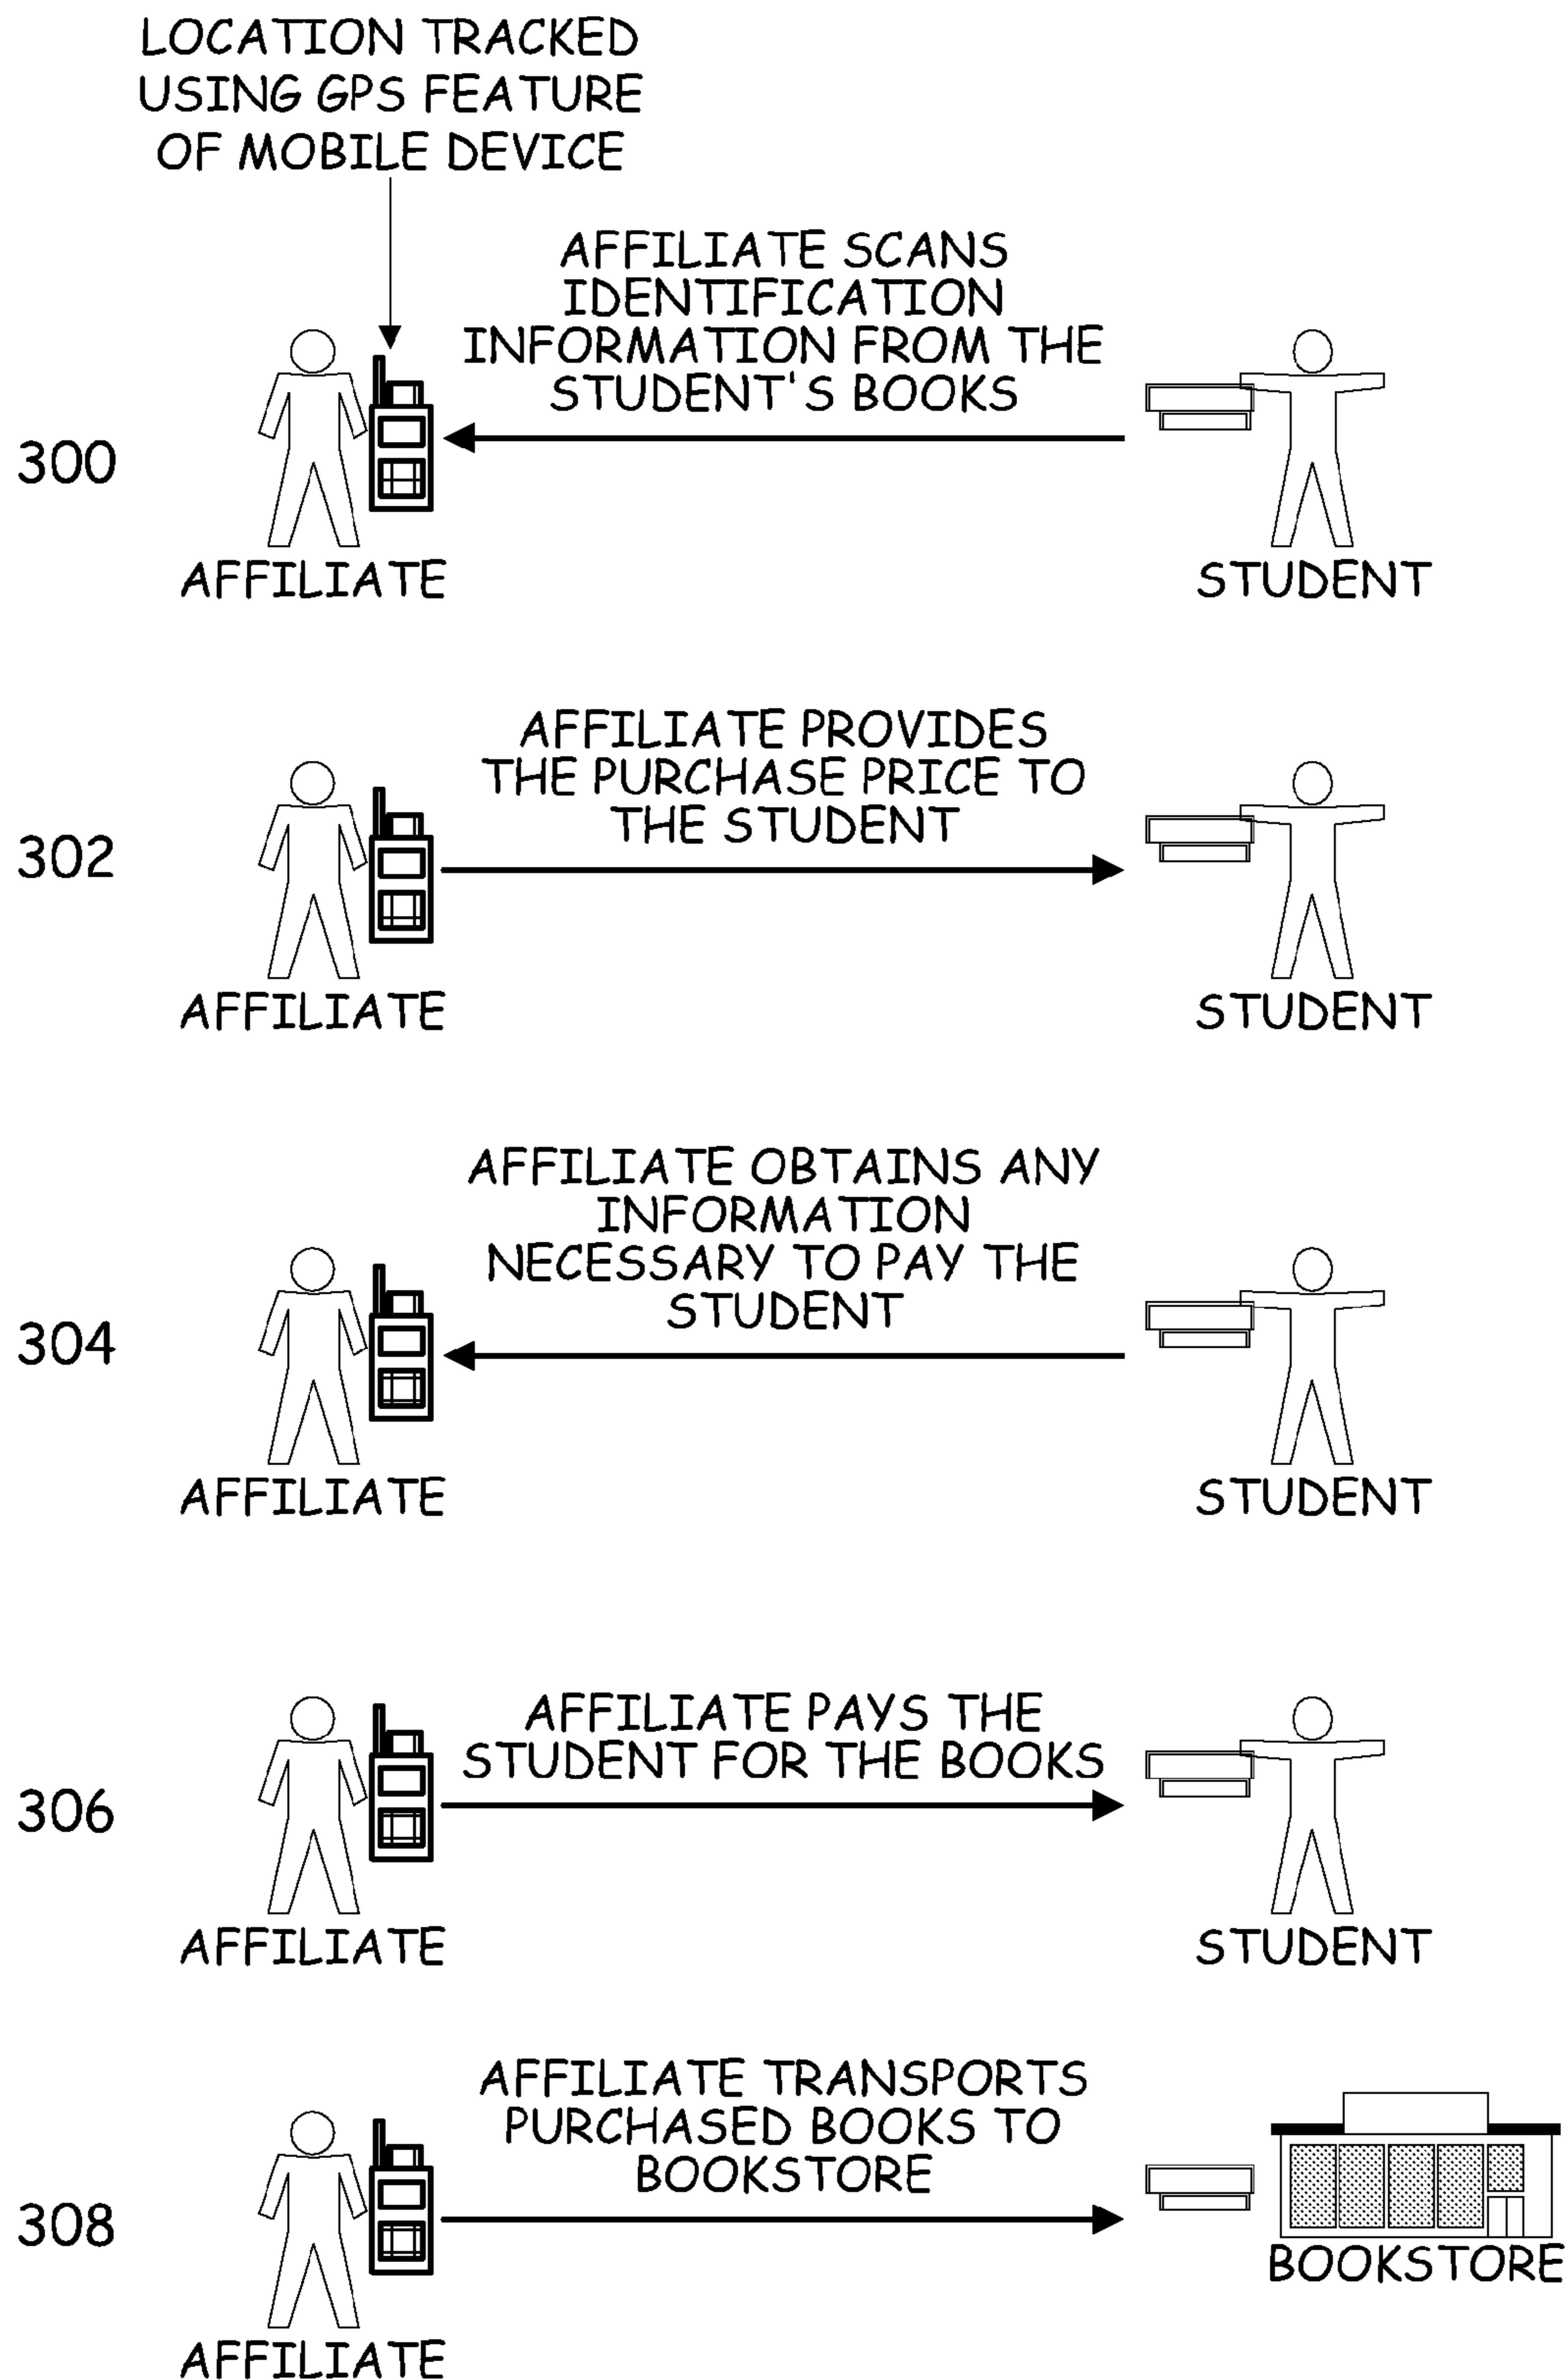 LOCATION TRACKED
USING GPS FEATURE
OF MOBILE DEVICE
AFFILIATE SCANS
IDENTIFICATION
INFORMATION FROM THE
STUDENT'S BOOKS
300
AFFILIATE
STUDENT
AFFILIATE PROVIDES
THE PURCHASE PRICE TO
THE STUDENT
302
AFFILIATE
STUDENT
AFFILIATE OBTAINS ANY
INFORMATION
NECESSARY TO PAY THE
STUDENT
304
AFFILIATE
STUDENT
AFFILIATE PAYS THE
STUDENT FOR THE BOOKS
306
AFFILIATE
STUDENT
AFFILIATE TRANSPORTS
PURCHASED BOOKS TO
BOOKSTORE
308
BOOKSTORE
AFFILIATE